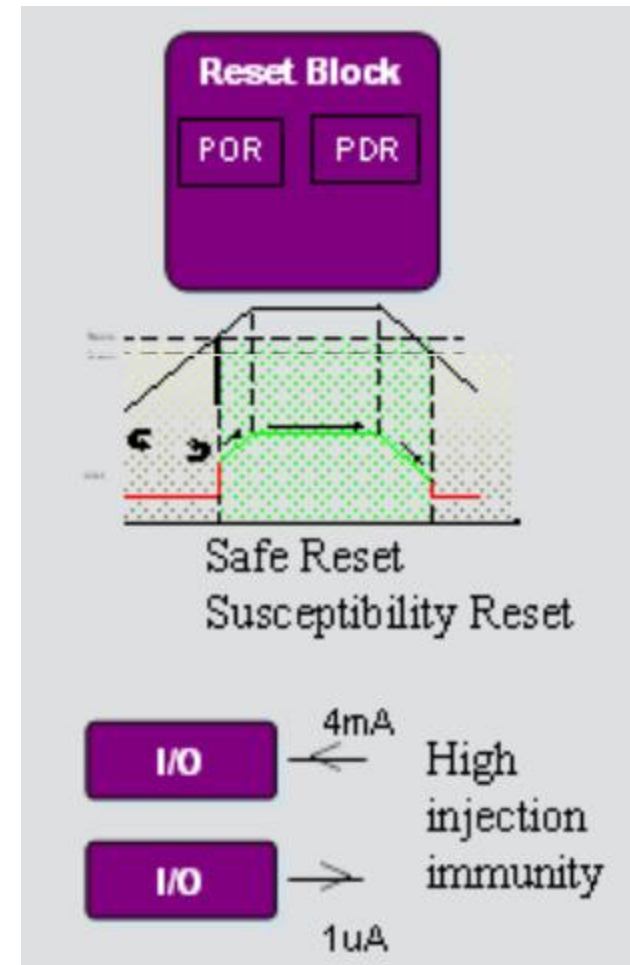 Reset Block
POR PDR
Safe Reset
Susceptibility Reset
I/O
4mA
High
injection
immunity
I/O
1uA